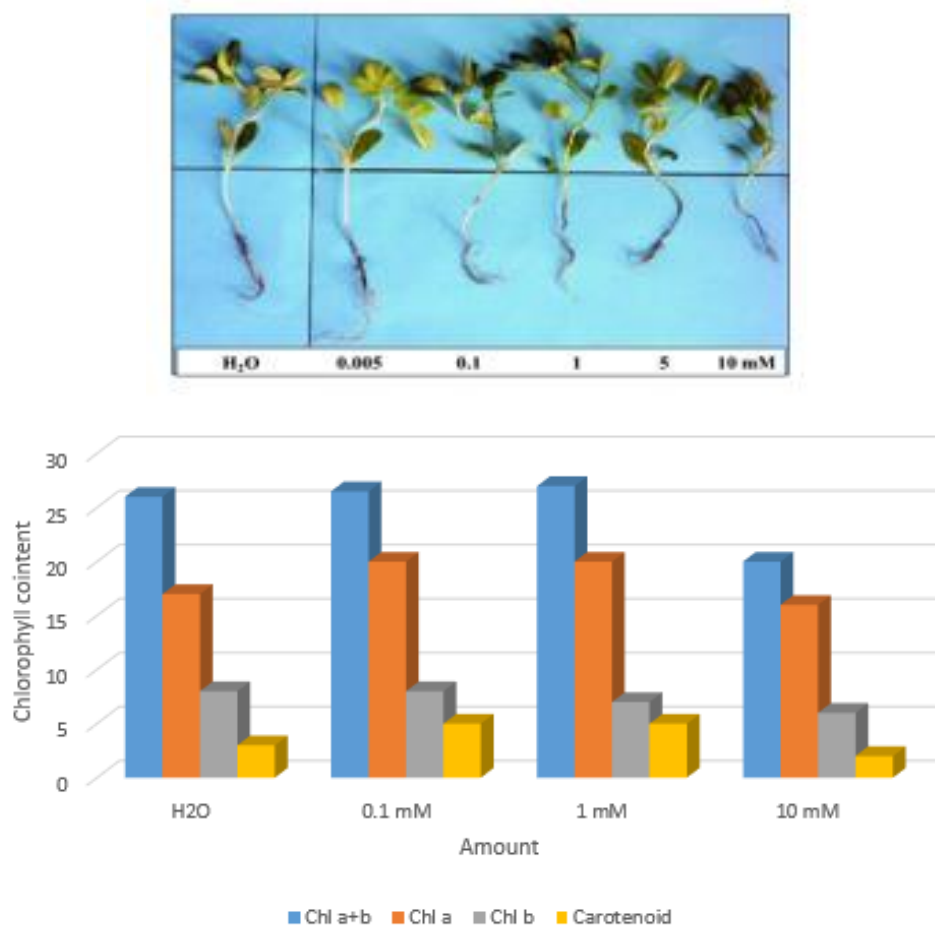 H₂O 0.005 0.1 1 5 10 mM
30
25
20
15
10
5
0
Chlorophyll cointent
H2O 0.1 mM 1 mM 10 mM
Amount
Chl a+b Chl a Chl b Carotenoid